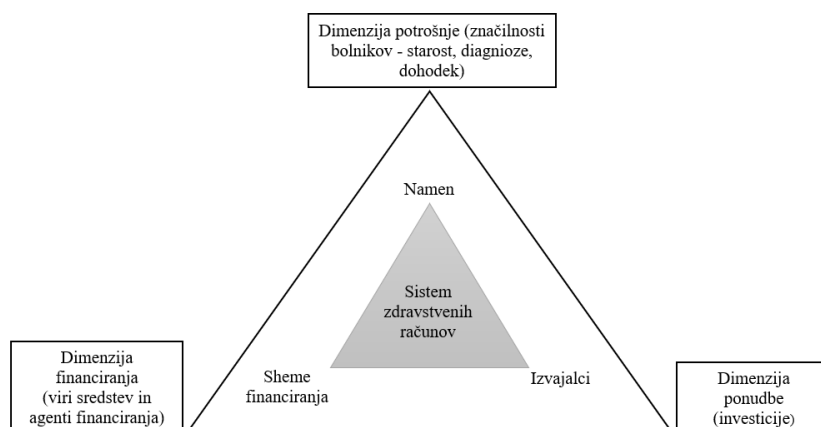 Dimenzija potrošnje (značilnosti
bolnikov - starost, diagnioze,
dohodek)
Namen
Sistem
zdravstvenih
računov
Sheme
financiranja
Izvajalci
Dimenzija
financiranja
(viri sredstev in
agenti financiranja)
Dimenzija
ponudbe
(investicije)